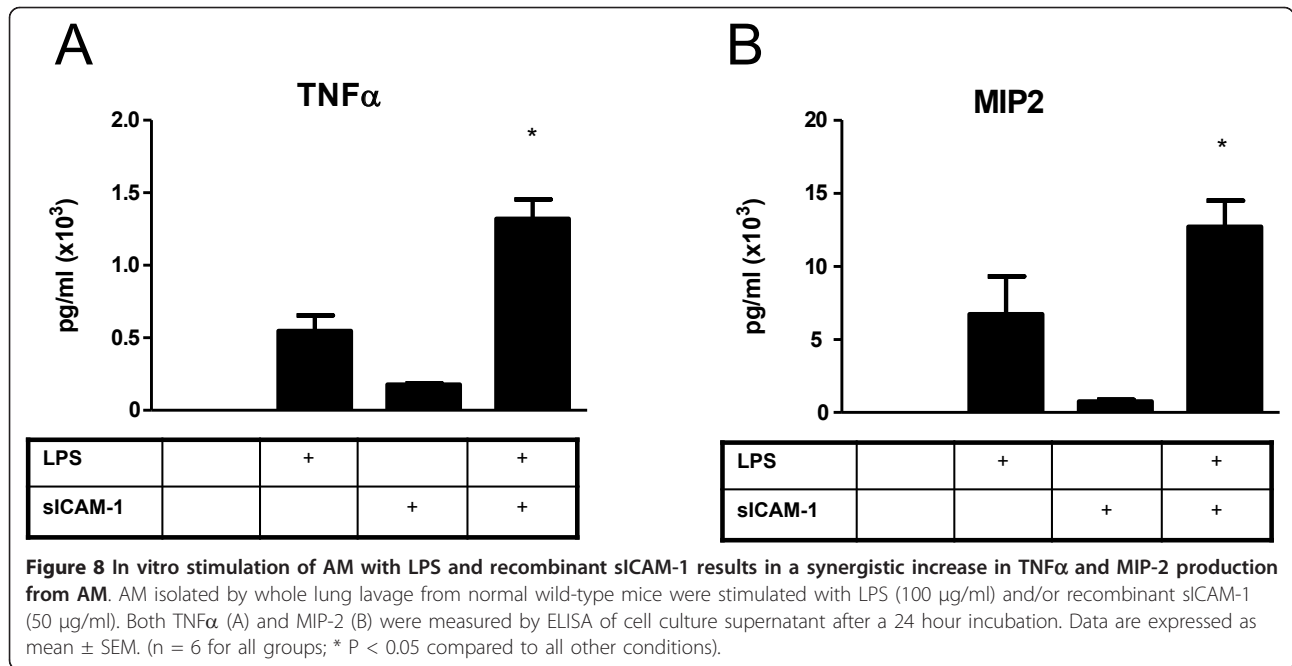 A
TNFα
2.0
1.5
1.0
0.5
0
pg/ml (x10³)
*
LPS + +
sICAM-1 + +
B
MIP2
20
15
10
5
0
pg/ml (x10³)
*
LPS + +
sICAM-1 + +
Figure 8 In vitro stimulation of AM with LPS and recombinant sICAM-1 results in a synergistic increase in TNFα and MIP-2 production
from AM. AM isolated by whole lung lavage from normal wild-type mice were stimulated with LPS (100 μg/ml) and/or recombinant sICAM-1
(50 μg/ml). Both TNFα (A) and MIP-2 (B) were measured by ELISA of cell culture supernatant after a 24 hour incubation. Data are expressed as
mean ± SEM. (n = 6 for all groups; * P < 0.05 compared to all other conditions).